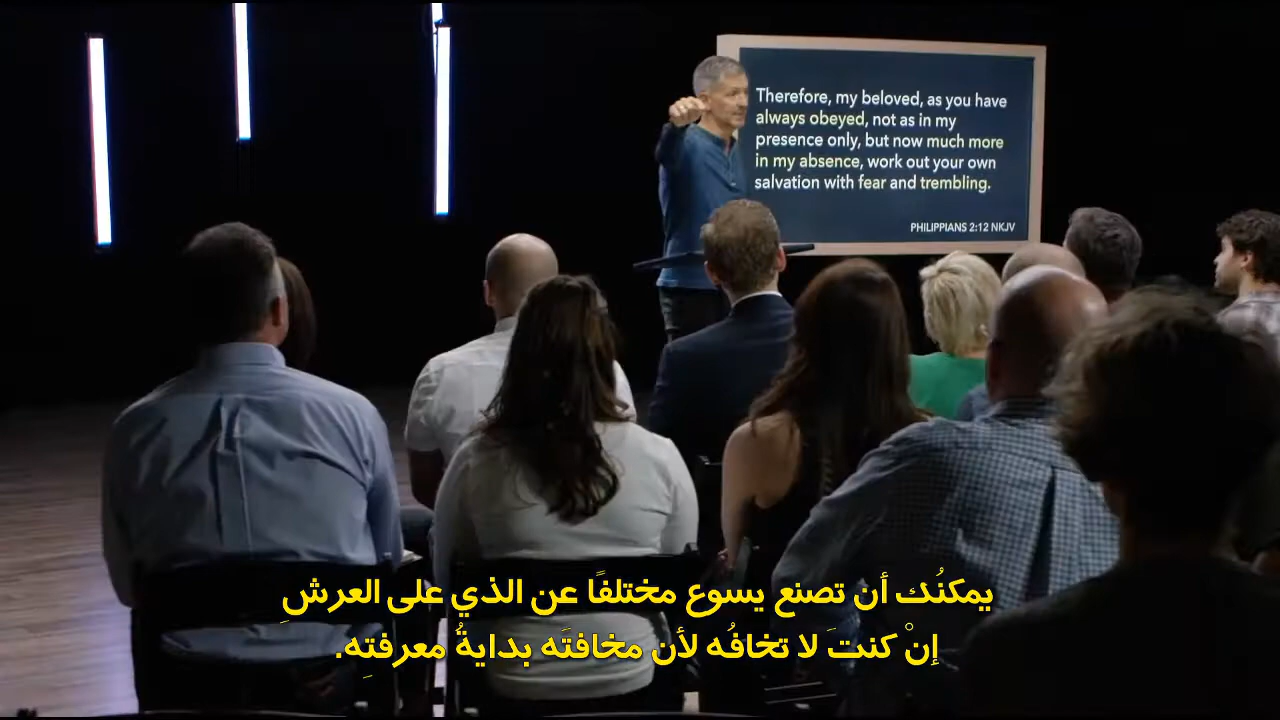 Therefore, my beloved, as you have
always obeyed, not as in my
presence only, but now much more
in my absence, work out your own
salvation with fear and trembling.
PHILIPPIANS 2:12 NKJV
يمكنُك أن تصنع يسوع مختلفًا عن الذي على العرشِ
إنْ كنتَ لا تخافُه لأن مخافتَه بدايةُ معرفتِه.